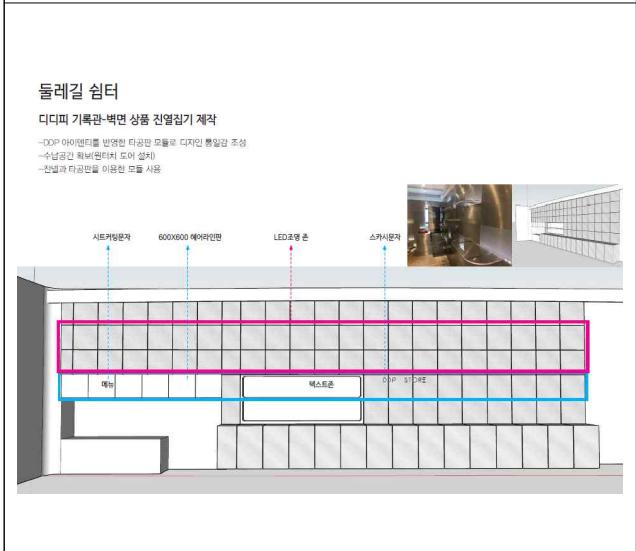 둘레길 쉼터
디디피 기록관-벽면 상품 진열집기 제작
-DDP 아이덴티를 반영한 타공판 모듈로 디자인 통일감 조성
-수납공간 확보(원터치 도어 설치)
-찬넬과 타공판을 이용한 모듈 사용
시트커팅문자
600X600 헤어라인판
LED조명 존
스카시문자
메뉴
텍스트존
DDP STORE